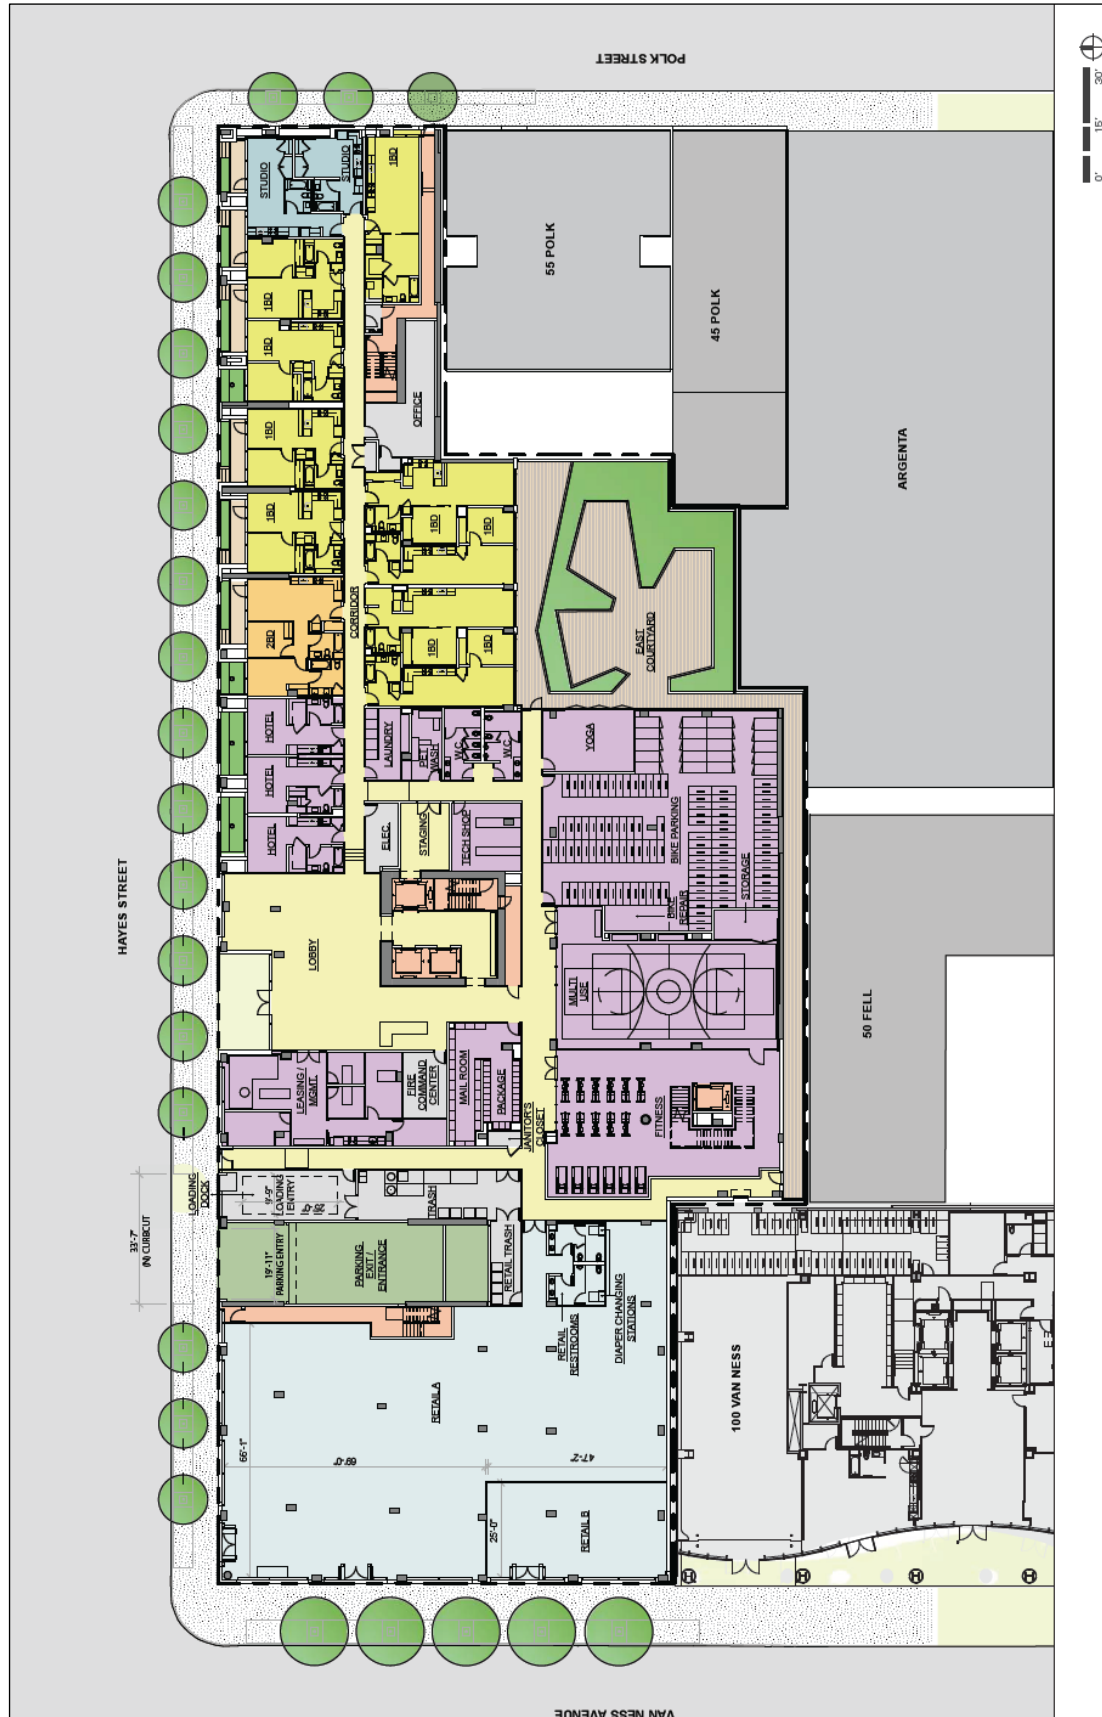 POLK STREET
0'
15'
30'
STUDIO
STUDIO
1BD
1BD
1BD
1BD
1BD
OFFICE
55 POLK
45 POLK
ARGENTA
1BD
1BD
1BD
1BD
2BD
CORRIDOR
EAST
COURTYARD
HOTEL
HOTEL
HOTEL
LAUNDRY
PET
WASH
W.C.
W.C.
YOGA
ELEC.
STAGING
TECH SHOP
BIKE PARKING
STORAGE
BIKE
REPAIR
HAYES STREET
LOBBY
MULTI
USE
50 FELL
LEASING /
MGMT.
FIRE
COMMAND
CENTER
MAIL ROOM
PACKAGE
JANITOR'S
CLOSET
FITNESS
LOADING
DOCK
9'-9"
LOADING
ENTRY
TRASH
33'-7"
(N) CURBCUT
19'-11"
PARKING ENTRY
PARKING
EXIT /
ENTRANCE
RETAIL TRASH
RETAIL
RESTROOMS
DIAPER CHANGING
STATIONS
RETAIL A
66'-1"
69'-0"
47'-2"
25'-0"
RETAIL B
100 VAN NESS
VAN NESS AVENUE